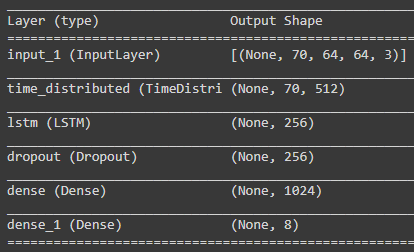 Layer (type) Output Shape
input_1 (InputLayer) [(None, 70, 64, 64, 3)]
time_distributed (TimeDistri (None, 70, 512)
lstm (LSTM) (None, 256)
dropout (Dropout) (None, 256)
dense (Dense) (None, 1024)
dense_1 (Dense) (None, 8)